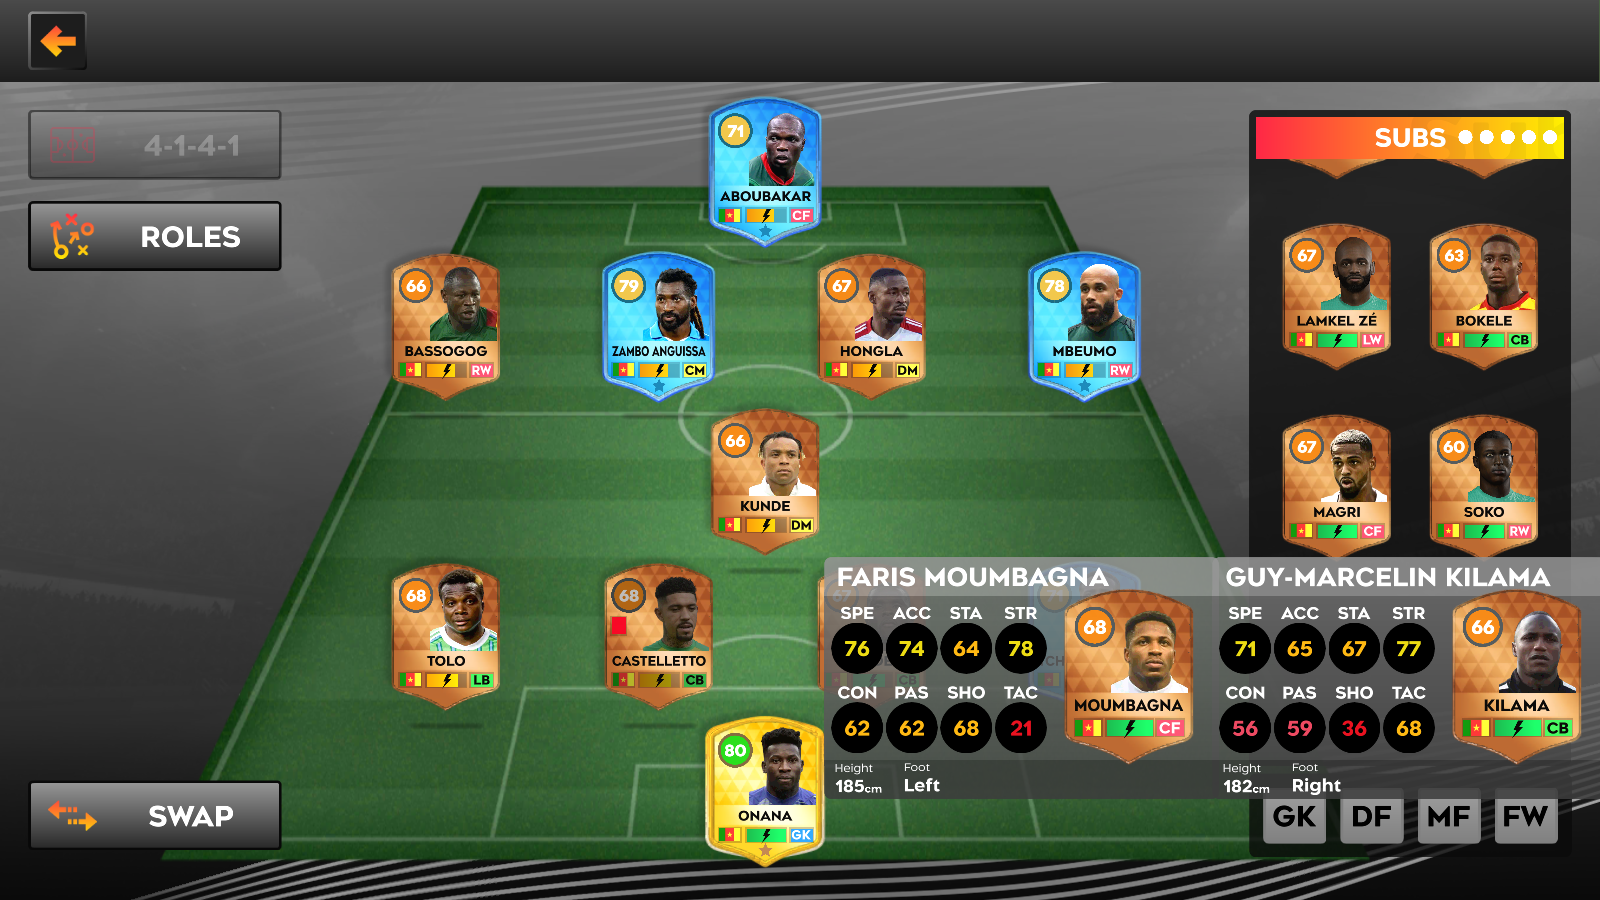 4-1-4-1
ROLES
SWAP
71
ABOUBAKAR
CF
66
BASSOGOG
RW
79
ZAMBO ANGUISSA
CM
67
HONGLA
DM
78
MBEUMO
RW
66
KUNDE
DM
68
TOLO
LB
68
CASTELLETTO
CB
67
CB
71
80
ONANA
GK
SUBS
67
LAMKEL ZÉ
LW
63
BOKELE
CB
67
MAGRI
CF
60
SOKO
RW
FARIS MOUMBAGNA
SPE ACC STA STR
76 74 64 78
CON PAS SHO TAC
62 62 68 21
Height Foot
185cm Left
68
MOUMBAGNA
CF
GUY-MARCELIN KILAMA
SPE ACC STA STR
71 65 67 77
CON PAS SHO TAC
56 59 36 68
Height Foot
182cm Right
66
KILAMA
CB
GK DF MF FW